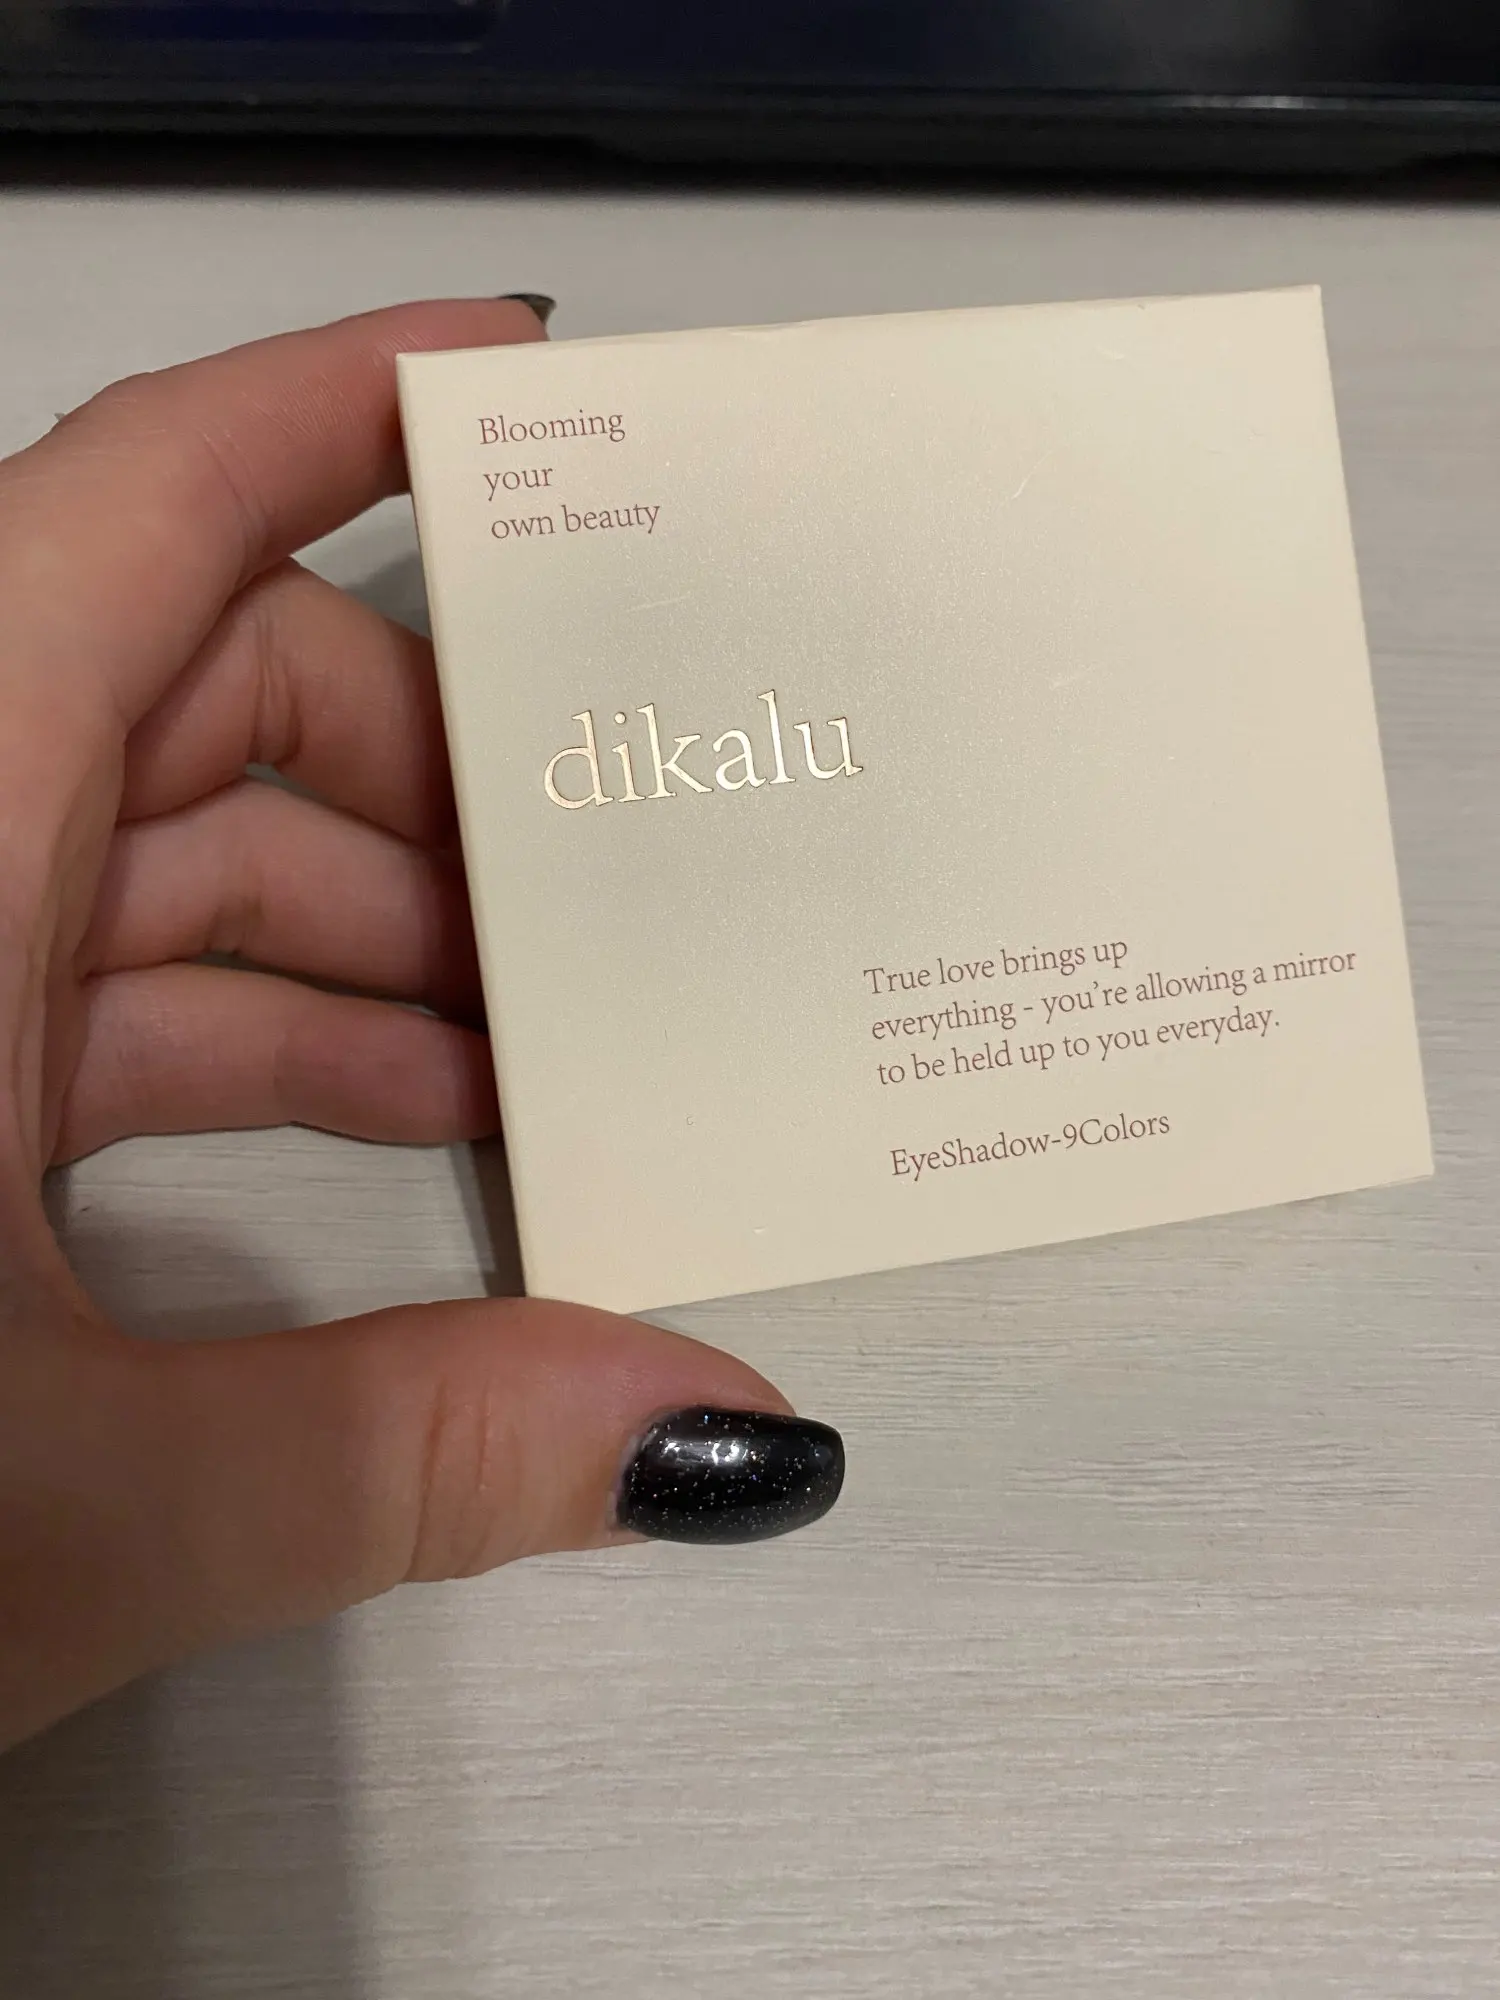 Blooming
your
own beauty
dikalu
True love brings up
everything - you're allowing a mirror
to be held up to you everyday.
EyeShadow-9Colors